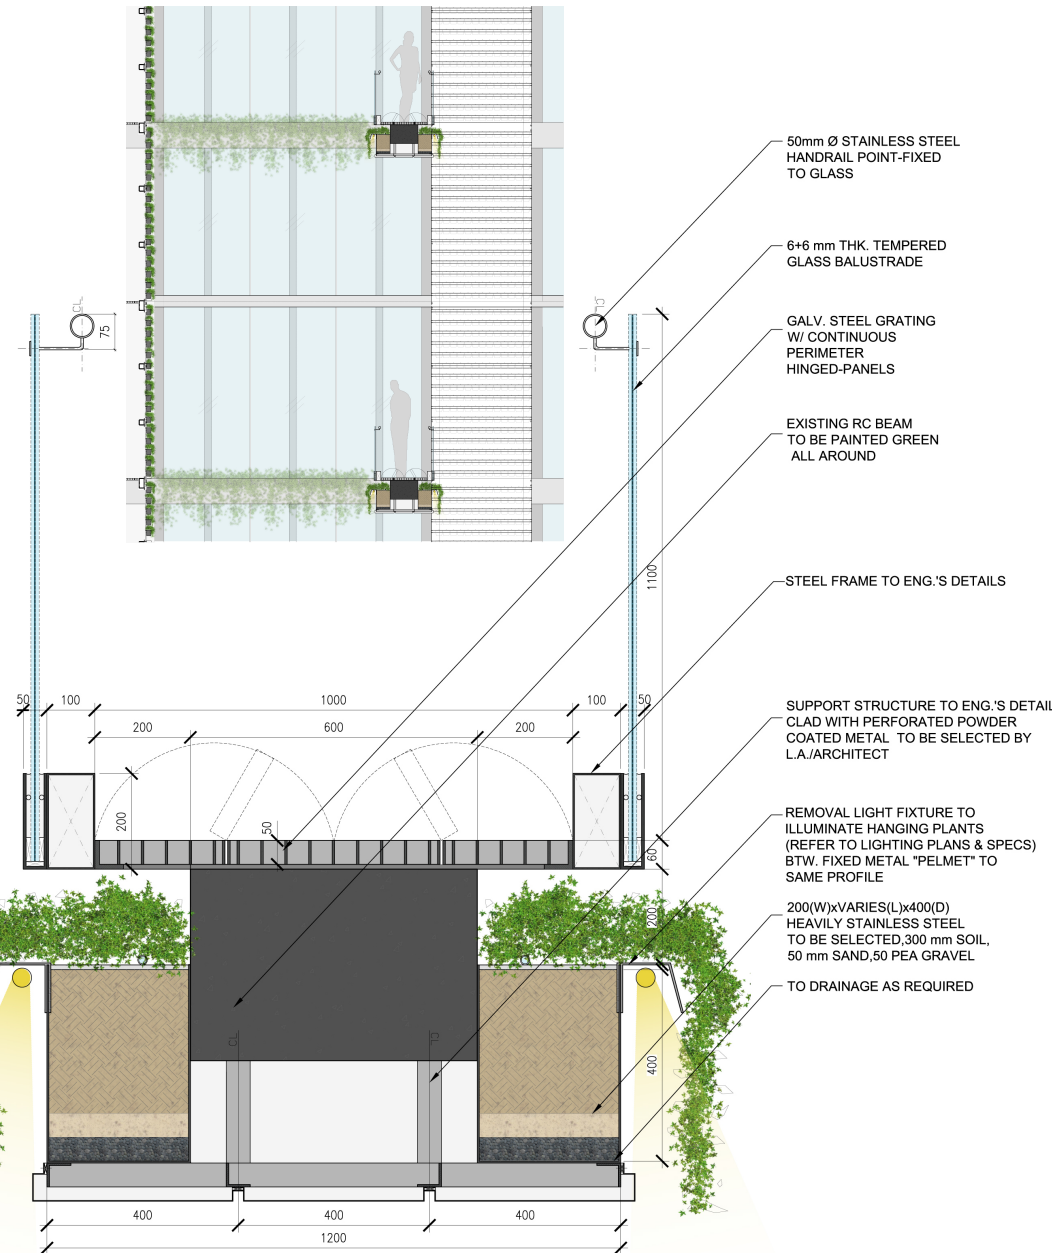 50mm Ø STAINLESS STEEL
HANDRAIL POINT-FIXED
TO GLASS
6+6 mm THK. TEMPERED
GLASS BALUSTRADE
GALV. STEEL GRATING
W/ CONTINUOUS
PERIMETER
HINGED-PANELS
EXISTING RC BEAM
TO BE PAINTED GREEN
ALL AROUND
STEEL FRAME TO ENG.'S DETAILS
SUPPORT STRUCTURE TO ENG.'S DETAIL
CLAD WITH PERFORATED POWDER
COATED METAL TO BE SELECTED BY
L.A./ARCHITECT
REMOVAL LIGHT FIXTURE TO
ILLUMINATE HANGING PLANTS
(REFER TO LIGHTING PLANS & SPECS)
BTW. FIXED METAL "PELMET" TO
SAME PROFILE
200(W)xVARIES(L)x400(D)
HEAVILY STAINLESS STEEL
TO BE SELECTED,300 mm SOIL,
50 mm SAND,50 PEA GRAVEL
TO DRAINAGE AS REQUIRED
CL
75
CL
1100
50 100 1000 100 50
200 600 200
200
50
60
200
CL
CL
400
400 400 400
1200